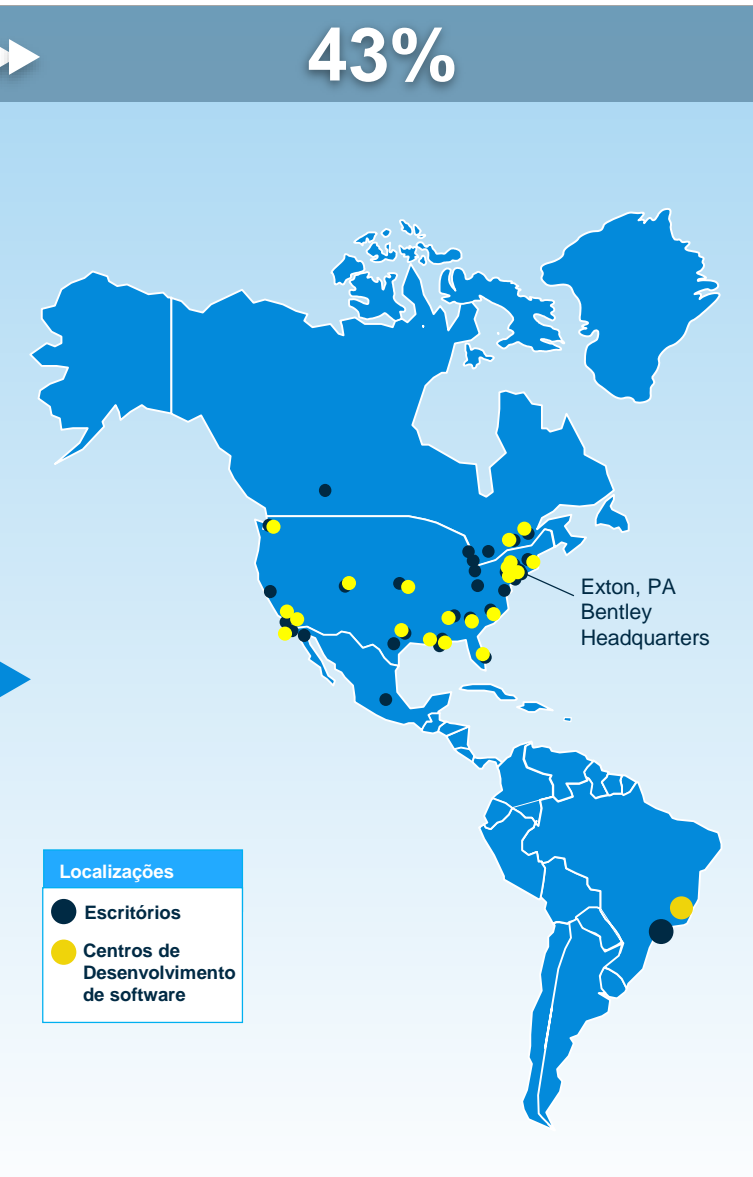 43%
Exton, PA
Bentley
Headquarters
Localizações
Escritórios
Centros de
Desenvolvimento
de software